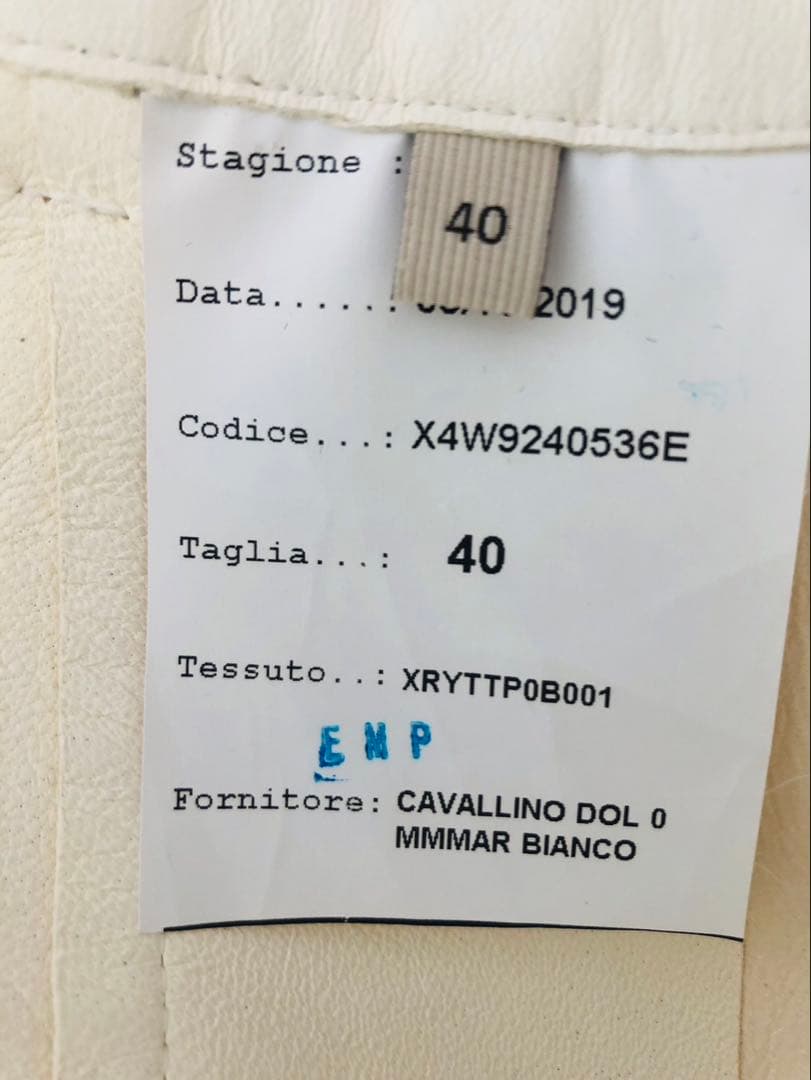 Stagione :
40
Data......: 2019
Codice...: X4W9240536E
Taglia...: 40
Tessuto..: XRYTTP0B001
EMP
Fornitore: CAVALLINO DOL 0
MMMAR BIANCO